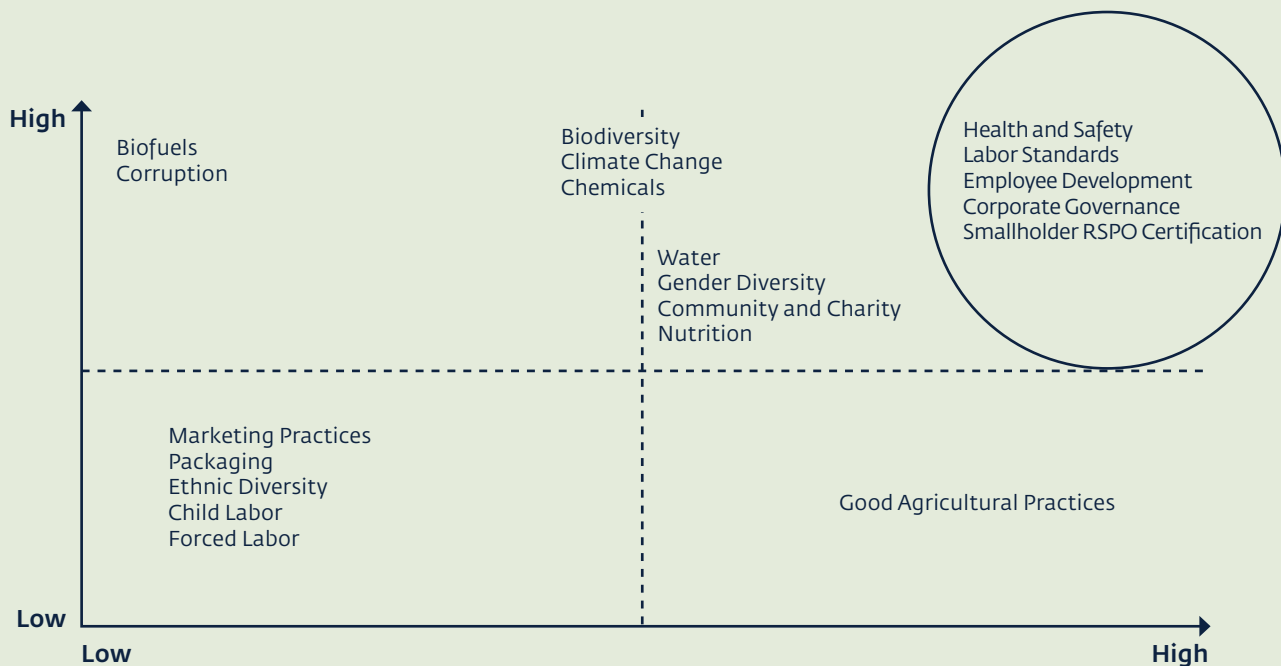 High
Biofuels
Corruption
Biodiversity
Climate Change
Chemicals
Health and Safety
Labor Standards
Employee Development
Corporate Governance
Smallholder RSPO Certification
Water
Gender Diversity
Community and Charity
Nutrition
Marketing Practices
Packaging
Ethnic Diversity
Child Labor
Forced Labor
Good Agricultural Practices
Low
Low
High